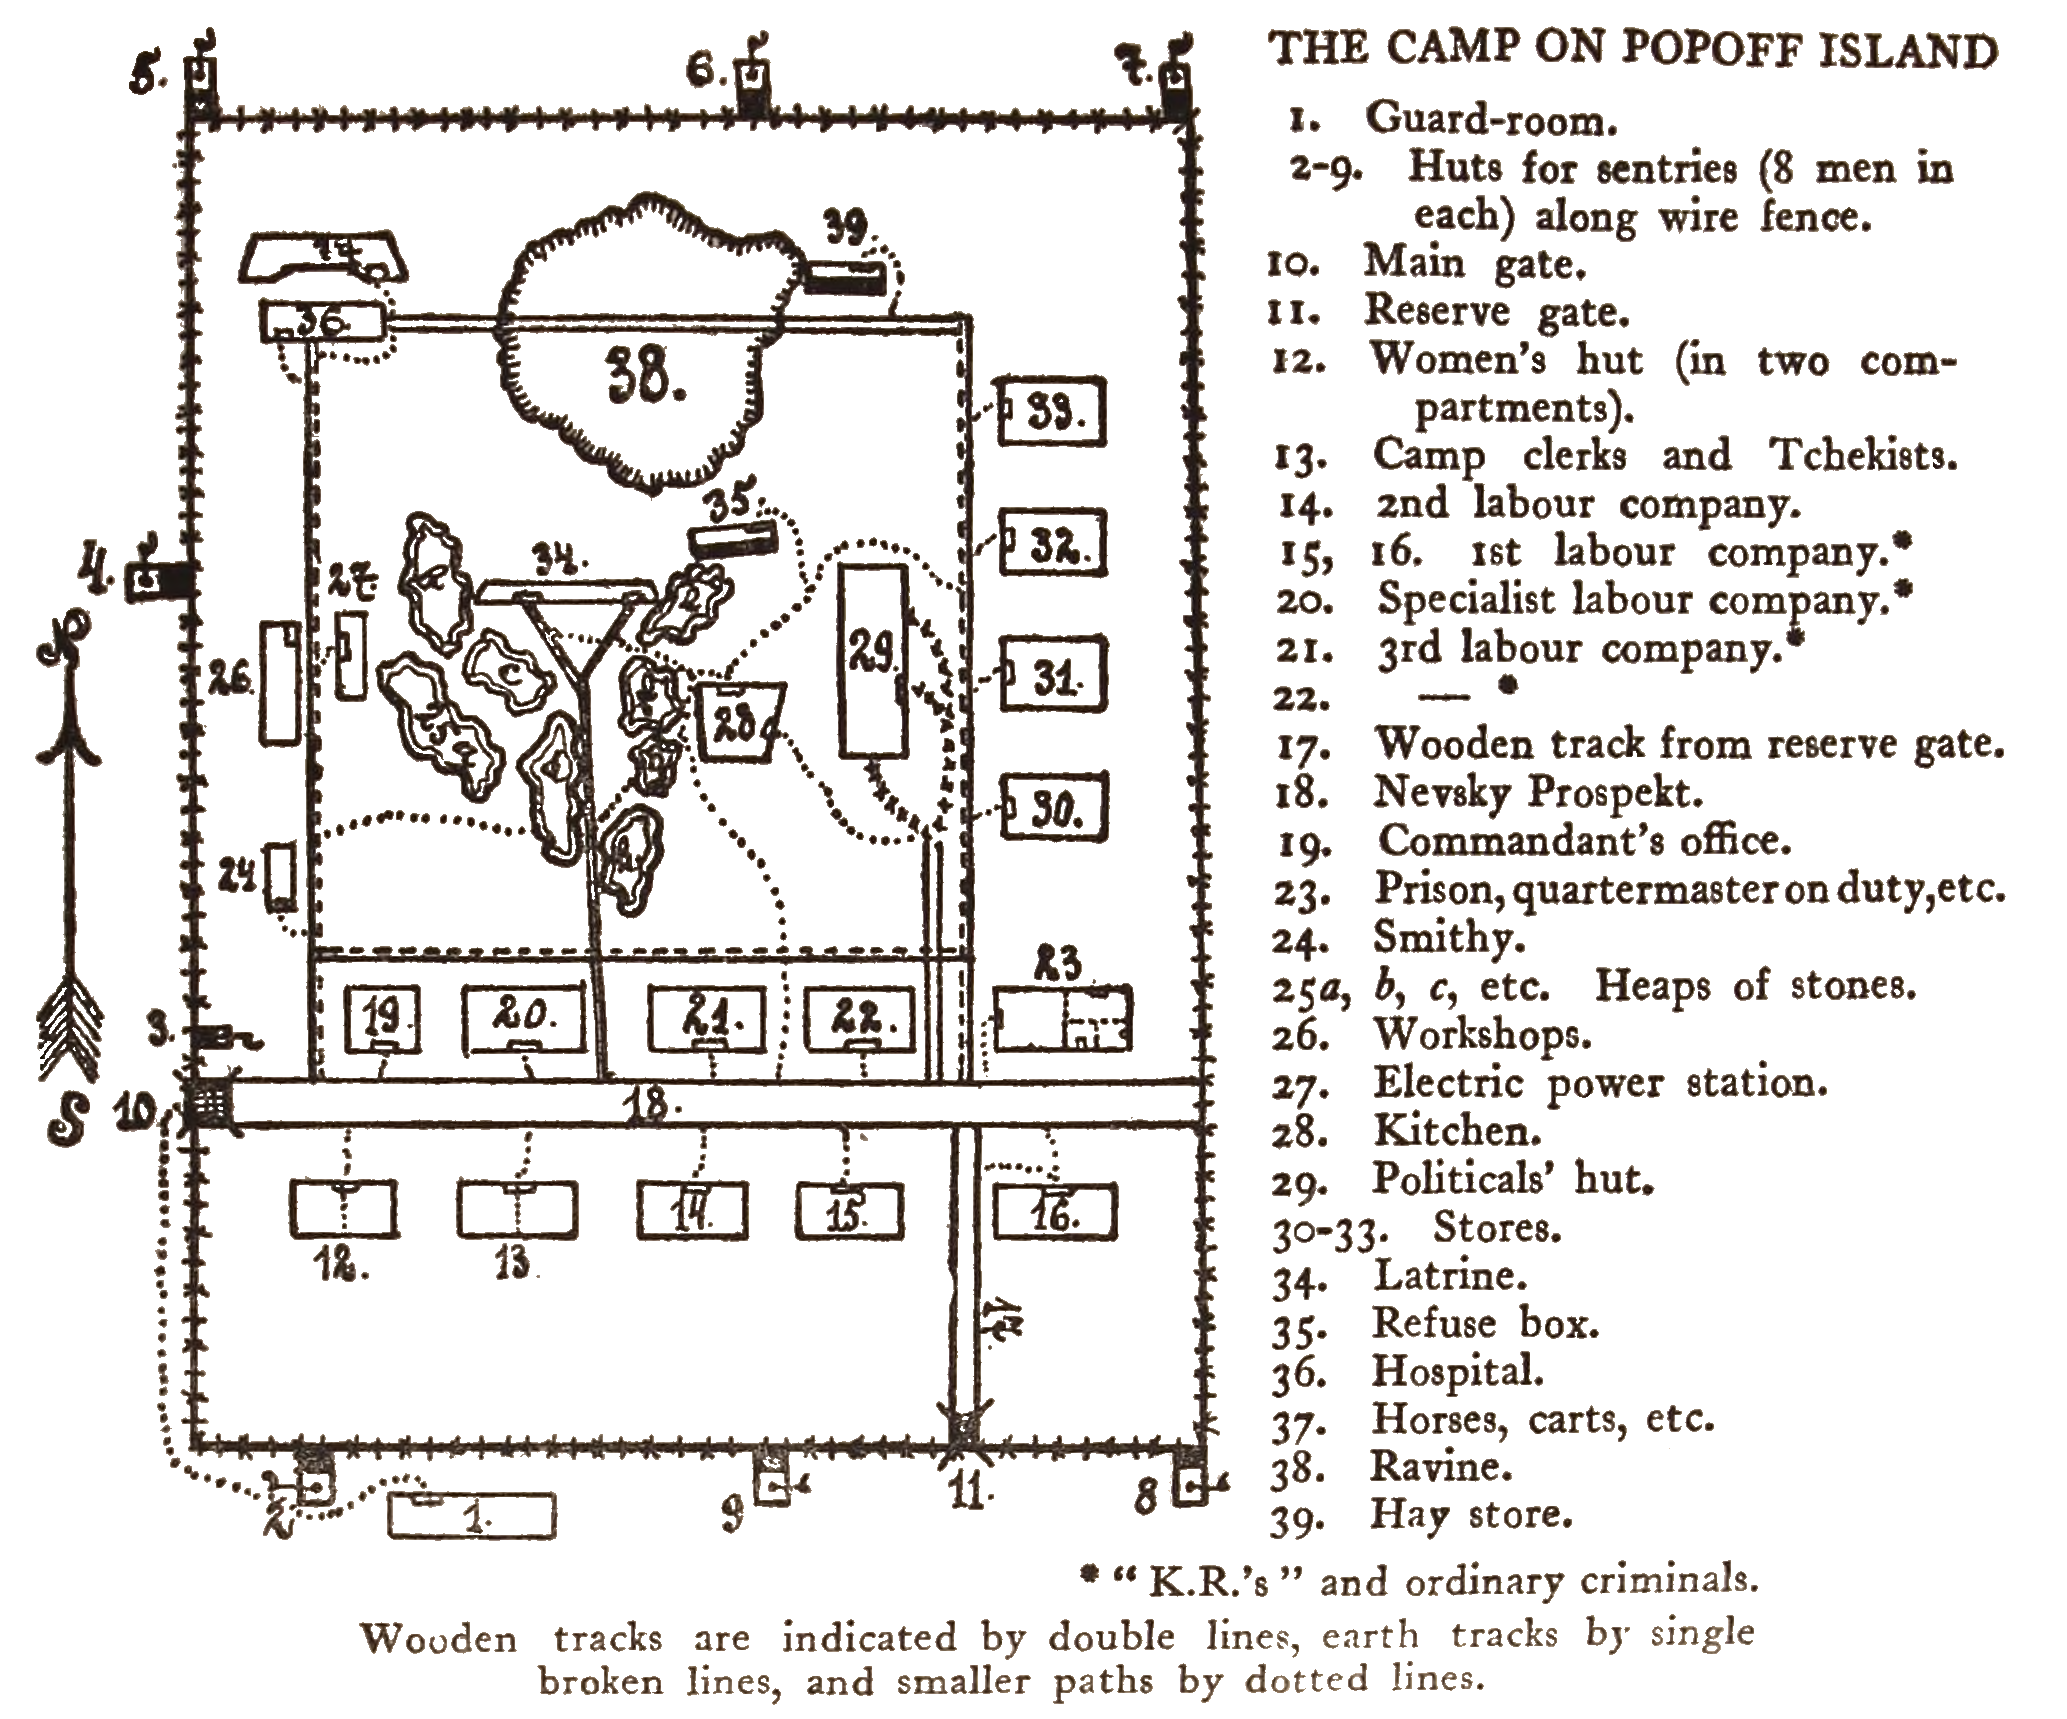 THE CAMP ON POPOFF ISLAND
1. Guard-room.
2-9. Huts for sentries (8 men in
each) along wire fence.
10. Main gate.
11. Reserve gate.
12. Women's hut (in two com-
partments).
13. Camp clerks and Tchekists.
14. 2nd labour company.
15, 16. 1st labour company.*
20. Specialist labour company.*
21. 3rd labour company.*
22. — *
17. Wooden track from reserve gate.
18. Nevsky Prospekt.
19. Commandant's office.
23. Prison, quartermaster on duty, etc.
24. Smithy.
25a, b, c, etc. Heaps of stones.
26. Workshops.
27. Electric power station.
28. Kitchen.
29. Politicals' hut.
30-33. Stores.
34. Latrine.
35. Refuse box.
36. Hospital.
37. Horses, carts, etc.
38. Ravine.
39. Hay store.
* "K.R.'s" and ordinary criminals.
Wooden tracks are indicated by double lines, earth tracks by single
broken lines, and smaller paths by dotted lines.
5.
6.
7.
39.
36.
38.
33.
35.
32.
4.
27.
34.
26.
29.
31.
c
28.
30.
24
23
19.
20.
21.
22.
3.
10.
18.
S
12.
13.
14.
15.
16.
17
2
1.
9
11.
8